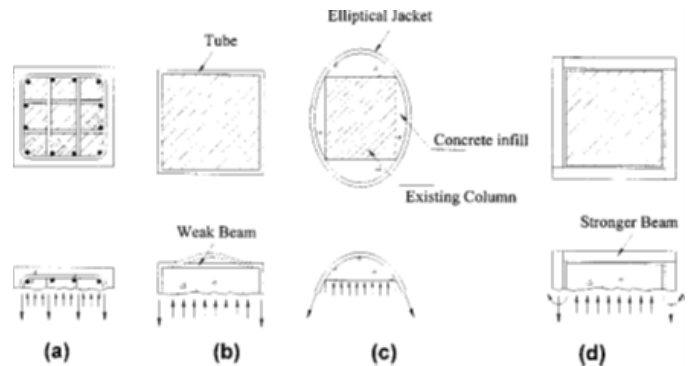 Elliptical Jacket
Tube
Concrete infill
Existing Column
Weak Beam
Stronger Beam
(a)
(b)
(c)
(d)